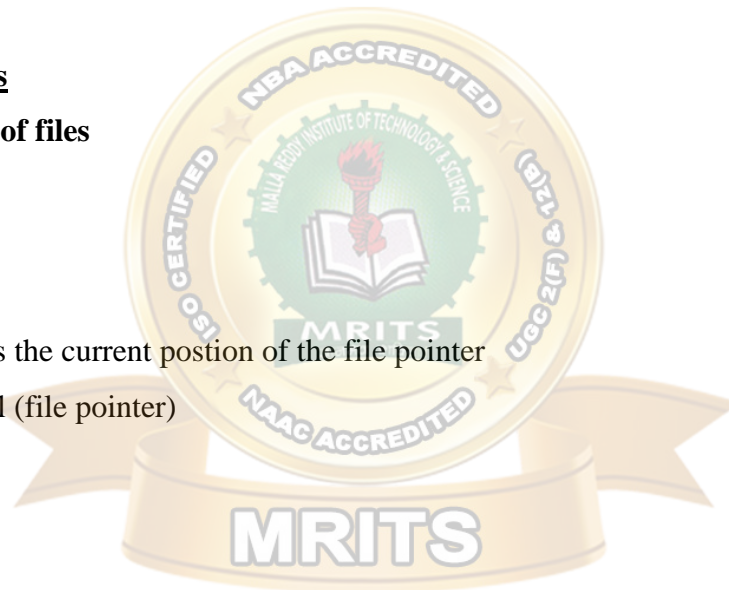 s
of files
NBA ACCREDITED
ISO CERTIFIED
UGC 2(F) & 12(B)
MALLA REDDY INSTITUTE OF TECHNOLOGY & SCIENCE
MRITS
s the current postion of the file pointer
l (file pointer)
NAAC ACCREDITED
MRITS